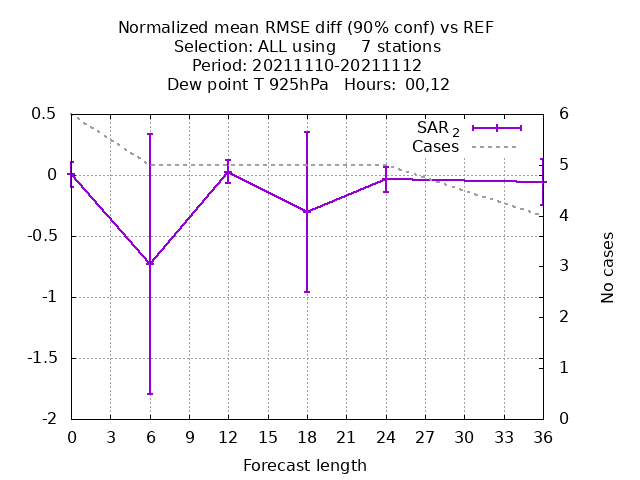 Normalized mean RMSE diff (90% conf) vs REF
Selection: ALL using     7 stations
Period: 20211110-20211112
Dew point T 925hPa   Hours:  00,12
SAR 2
Cases
0.5
0
-0.5
-1
-1.5
-2
6
5
4
3
2
1
0
No cases
0 3 6 9 12 15 18 21 24 27 30 33 36
Forecast length